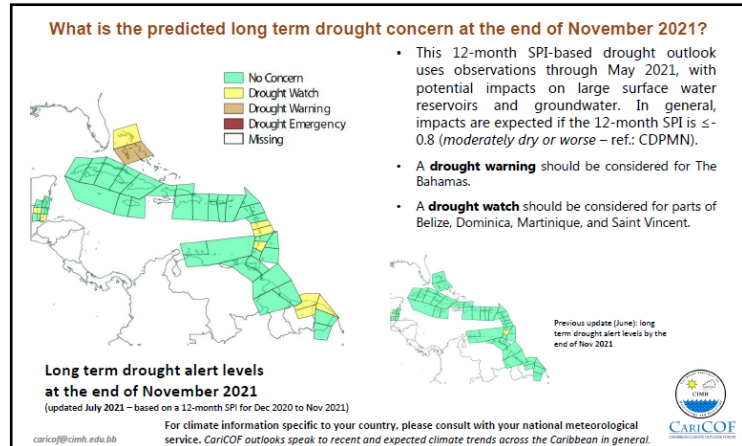 What is the predicted long term drought concern at the end of November 2021?
No Concern
Drought Watch
Drought Warning
Drought Emergency
Missing
• This 12-month SPI-based drought outlook
uses observations through May 2021, with
potential impacts on large surface water
reservoirs and groundwater. In general,
impacts are expected if the 12-month SPI is ≤-
0.8 (moderately dry or worse – ref.: CDPMN).
• A drought warning should be considered for The
Bahamas.
• A drought watch should be considered for parts of
Belize, Dominica, Martinique, and Saint Vincent.
Previous update (June): long
term drought alert levels by the
end of Nov 2021
Long term drought alert levels
at the end of November 2021
(updated July 2021 – based on a 12-month SPI for Dec 2020 to Nov 2021)
CIMH
CARICOF
caricof@cimh.edu.bb
For climate information specific to your country, please consult with your national meteorological
service. CariCOF outlooks speak to recent and expected climate trends across the Caribbean in general.